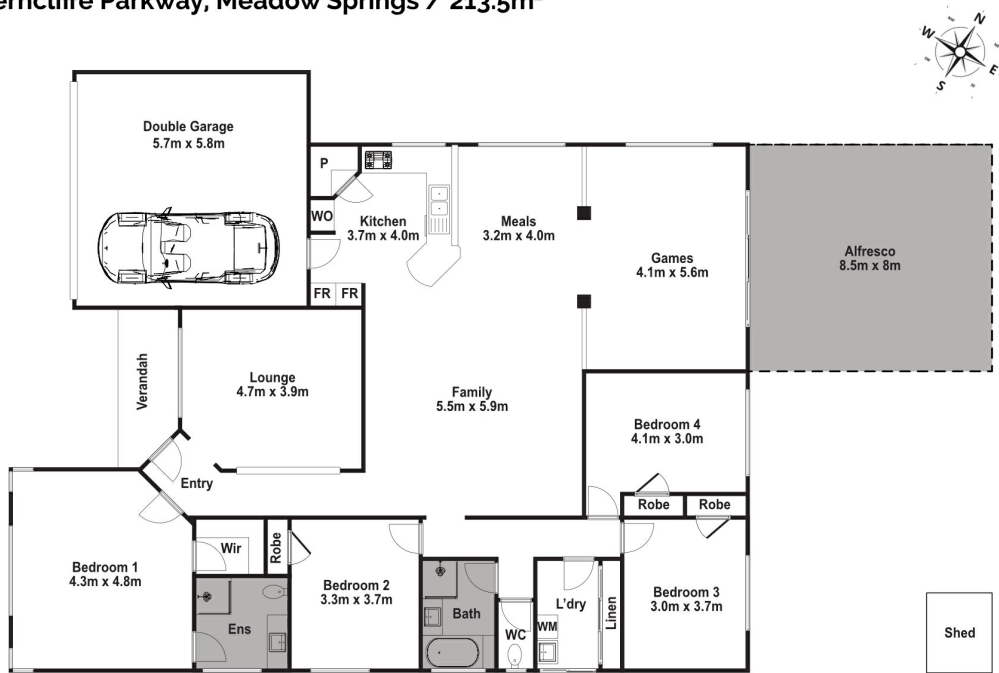 Parkway, Meadow Springs / 213.5m²
N
W
E
S
Double Garage
5.7m x 5.8m
P
WO
Kitchen
3.7m x 4.0m
Meals
3.2m x 4.0m
Games
4.1m x 5.6m
Alfresco
8.5m x 8m
FR FR
Verandah
Lounge
4.7m x 3.9m
Family
5.5m x 5.9m
Bedroom 4
4.1m x 3.0m
Entry
Robe
Robe
Bedroom 1
4.3m x 4.8m
Wir
Robe
Bedroom 2
3.3m x 3.7m
Ens
Bath
WC
L'dry
WM
Linen
Bedroom 3
3.0m x 3.7m
Shed